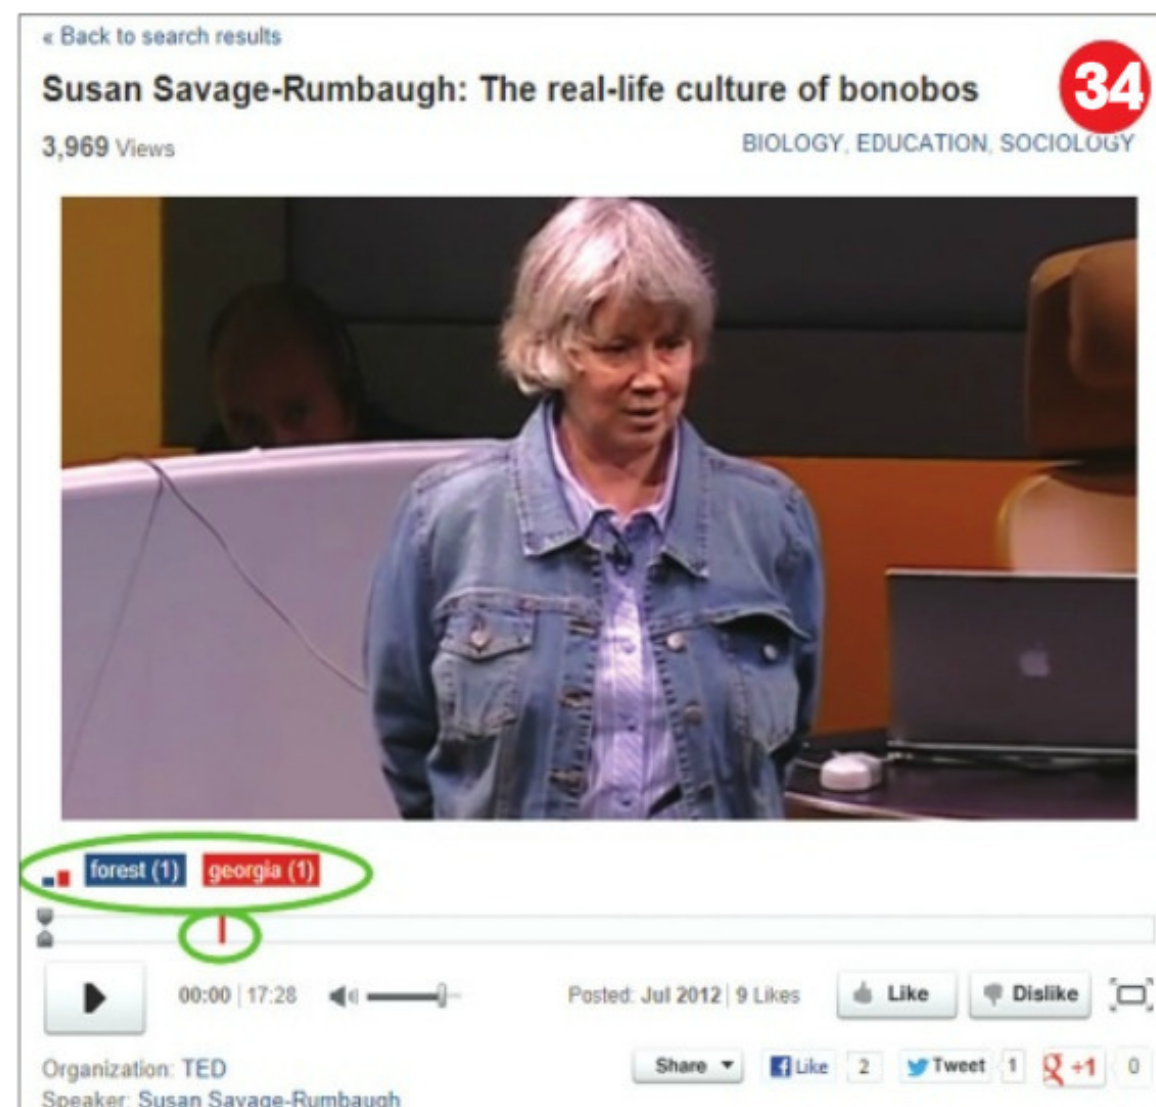 « Back to search results
Susan Savage-Rumbaugh: The real-life culture of bonobos
34
3,969 Views
BIOLOGY, EDUCATION, SOCIOLOGY
forest (1) georgia (1)
00:00 | 17:28
Posted: Jul 2012 | 9 Likes
Like
Dislike
Organization: TED
Share
Like 2
Tweet 1
+1 0
Speaker: Susan Savage-Rumbaugh